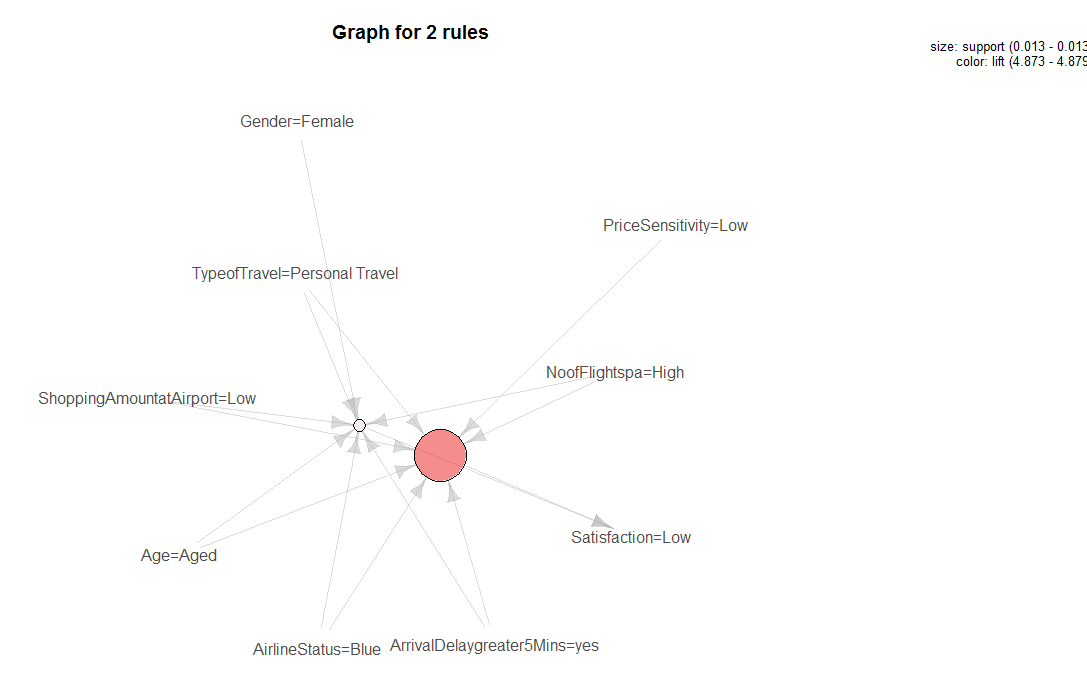 Graph for 2 rules
size: support (0.013 - 0.013
color: lift (4.873 - 4.879
Gender=Female
PriceSensitivity=Low
TypeofTravel=Personal Travel
NoofFlightspa=High
ShoppingAmountatAirport=Low
Satisfaction=Low
Age=Aged
AirlineStatus=Blue
ArrivalDelaygreater5Mins=yes